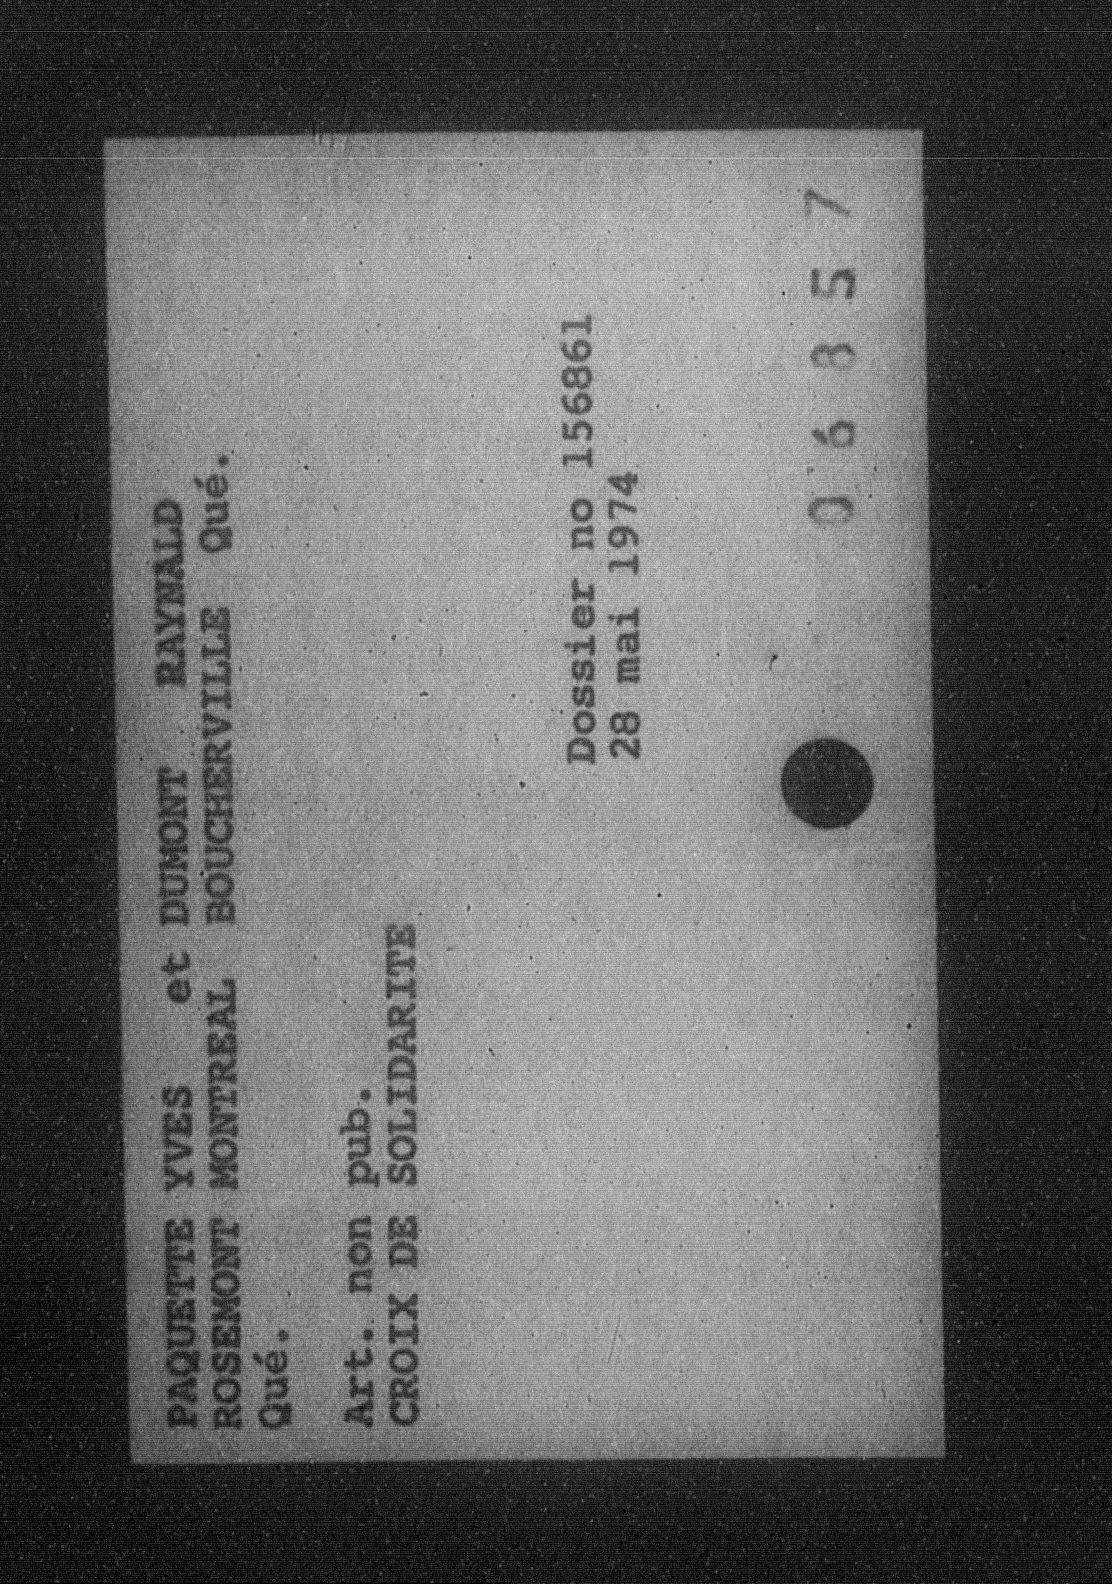 PAQUETTE YVES et DUMONT RAYNALD
ROSEMONT MONTREAL BOUCHERVILLE Qué.
Qué.
Art. non pub.
CROIX DE SOLIDARITE
Dossier no 156861
28 mai 1974
06857